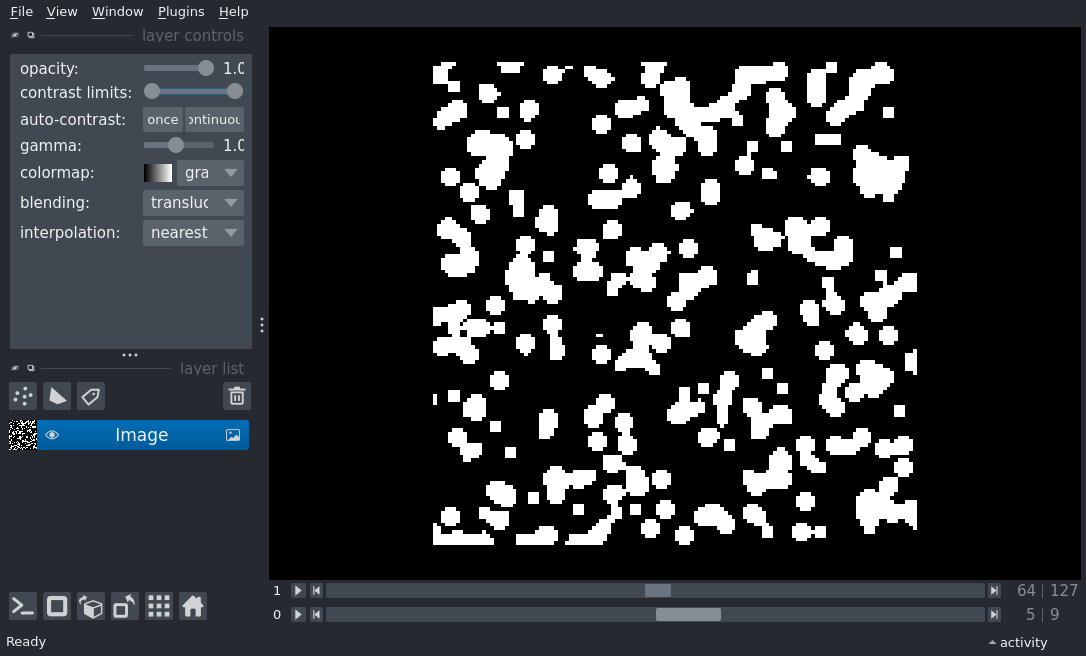 File View Window Plugins Help
layer controls
opacity: 1.0
contrast limits:
auto-contrast: once ontinuou
gamma: 1.0
colormap: gra
blending: transluc
interpolation: nearest
layer list
Image
1 64 | 127
0 5 | 9
Ready activity